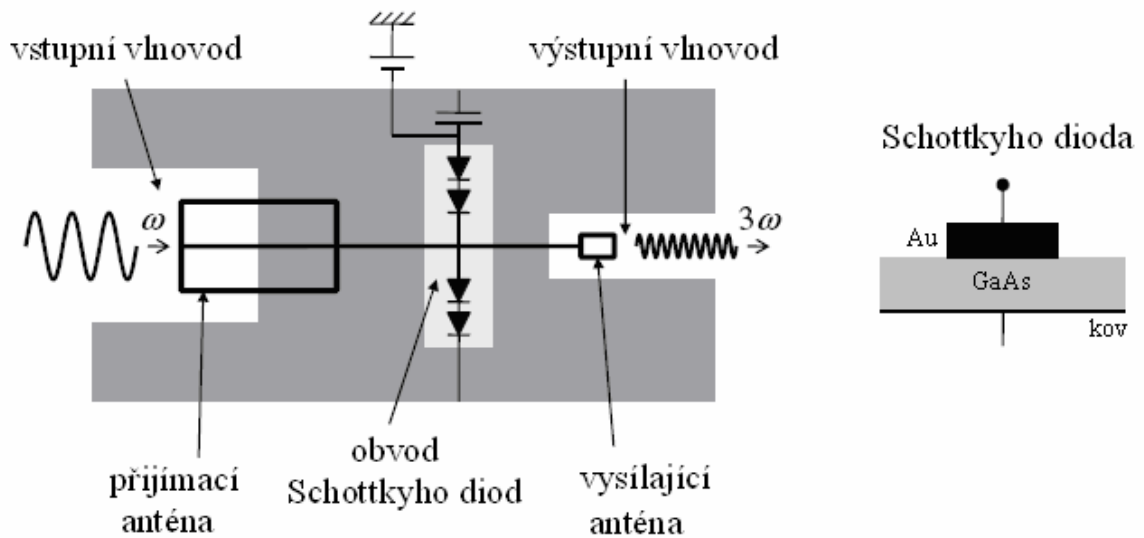 vstupní vlnovod
výstupní vlnovod
Schottkyho dioda
ω
3ω
Au
GaAs
kov
přijímací
anténa
obvod
Schottkyho diod
vysílající
anténa